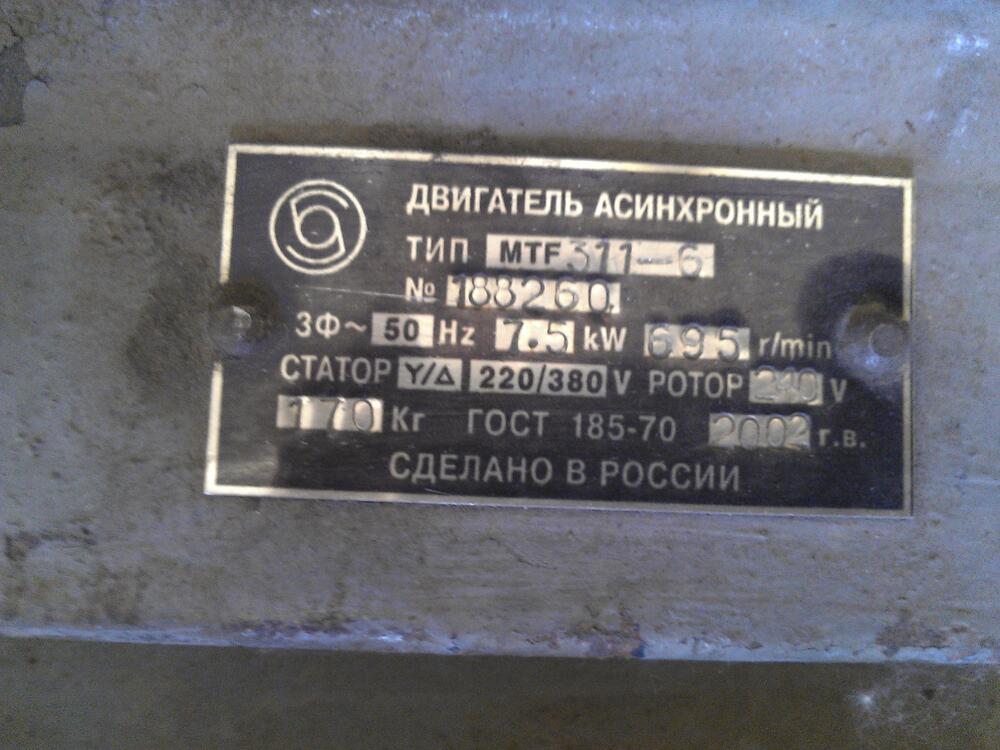 ДВИГАТЕЛЬ АСИНХРОННЫЙ
ТИП MTF 311-6
№ 188260
3Ф~ 50 Hz 7.5 kW 695 r/min
СТАТОР Y/Δ 220/380 V РОТОР 210 V
170 Кг ГОСТ 185-70 2002 г.в.
СДЕЛАНО В РОССИИ